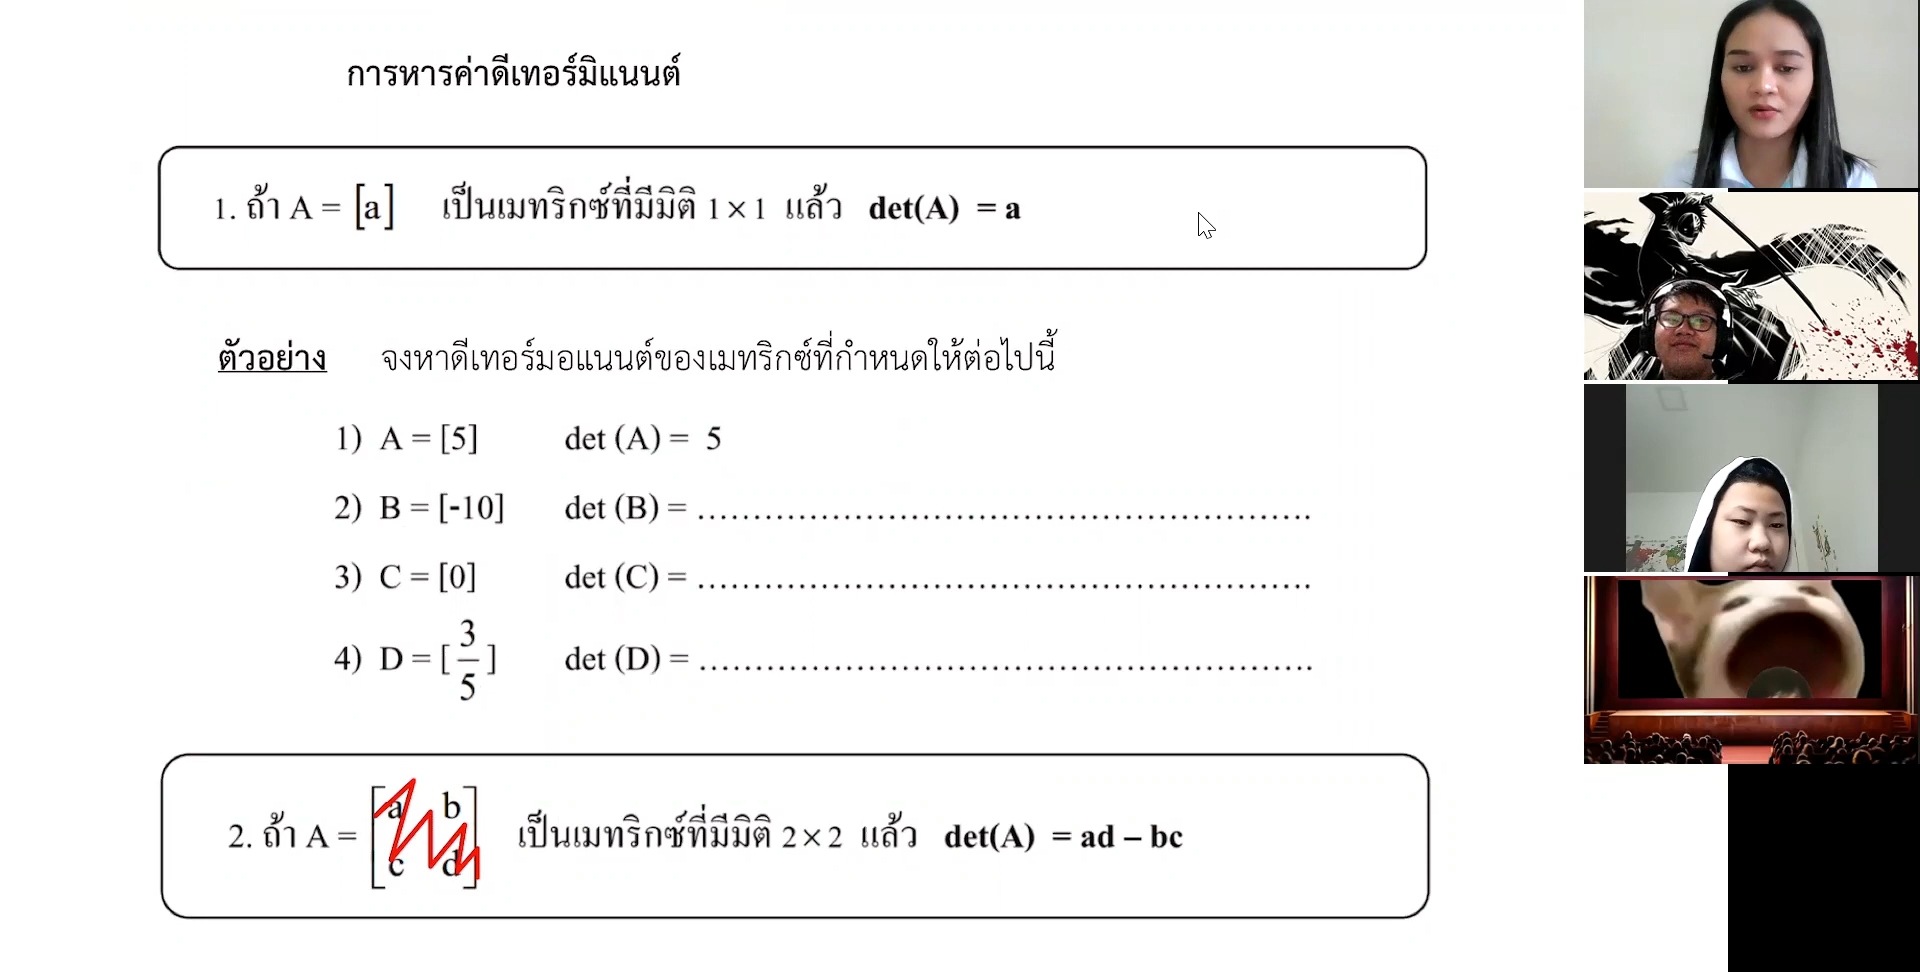 การหารค่าดีเทอร์มิแนนต์
1. ถ้า A = [a] เป็นเมทริกซ์ที่มีมิติ 1 × 1 แล้ว det(A) = a
ตัวอย่าง จงหาดีเทอร์มอแนนต์ของเมทริกซ์ที่กำหนดให้ต่อไปนี้
1) A = [5] det (A) = 5
2) B = [-10] det (B) = ......................................................
3) C = [0] det (C) = ......................................................
4) D = [3/5] det (D) = ......................................................
2. ถ้า A = [a b
c d] เป็นเมทริกซ์ที่มีมิติ 2 × 2 แล้ว det(A) = ad – bc